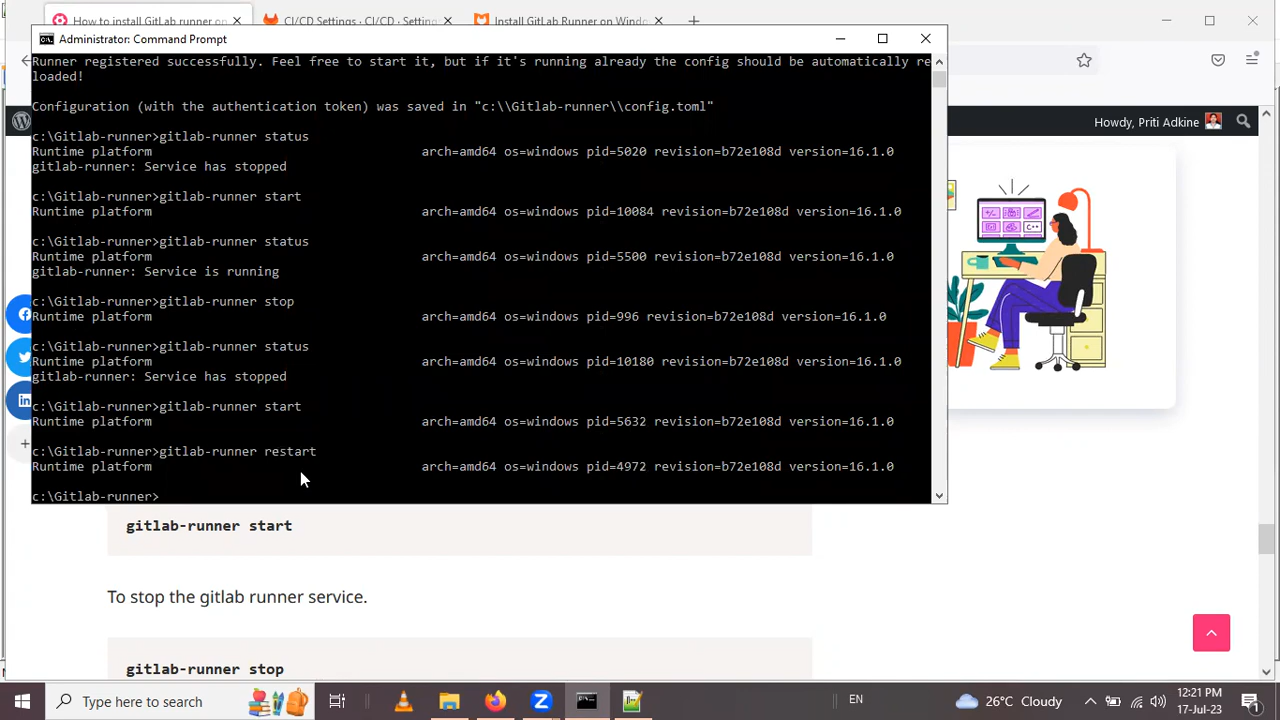 How to install GitLab runner on
CI/CD Settings · CI/CD · Setting
Install GitLab Runner on Windo
Administrator: Command Prompt
Runner registered successfully. Feel free to start it, but if it's running already the config should be automatically re
loaded!
Configuration (with the authentication token) was saved in "c:\\Gitlab-runner\\config.toml"
c:\Gitlab-runner>gitlab-runner status
Runtime platform arch=amd64 os=windows pid=5020 revision=b72e108d version=16.1.0
gitlab-runner: Service has stopped
c:\Gitlab-runner>gitlab-runner start
Runtime platform arch=amd64 os=windows pid=10084 revision=b72e108d version=16.1.0
c:\Gitlab-runner>gitlab-runner status
Runtime platform arch=amd64 os=windows pid=5500 revision=b72e108d version=16.1.0
gitlab-runner: Service is running
c:\Gitlab-runner>gitlab-runner stop
Runtime platform arch=amd64 os=windows pid=996 revision=b72e108d version=16.1.0
c:\Gitlab-runner>gitlab-runner status
Runtime platform arch=amd64 os=windows pid=10180 revision=b72e108d version=16.1.0
gitlab-runner: Service has stopped
c:\Gitlab-runner>gitlab-runner start
Runtime platform arch=amd64 os=windows pid=5632 revision=b72e108d version=16.1.0
c:\Gitlab-runner>gitlab-runner restart
Runtime platform arch=amd64 os=windows pid=4972 revision=b72e108d version=16.1.0
c:\Gitlab-runner>
Howdy, Priti Adkine
C++
gitlab-runner start
To stop the gitlab runner service.
gitlab-runner stop
Type here to search
EN
26°C Cloudy
12:21 PM
17-Jul-23
1